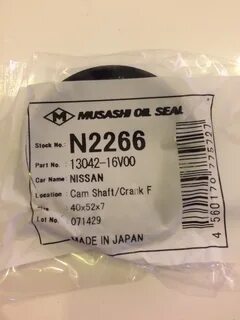 M MUSASHI OIL SEAL
Stock No.: N2266
Part No.: 13042-16V00
Car Name: NISSAN
Location: Cam Shaft/Crank F
40x52x7
Lot No.: 071429
MADE IN JAPAN